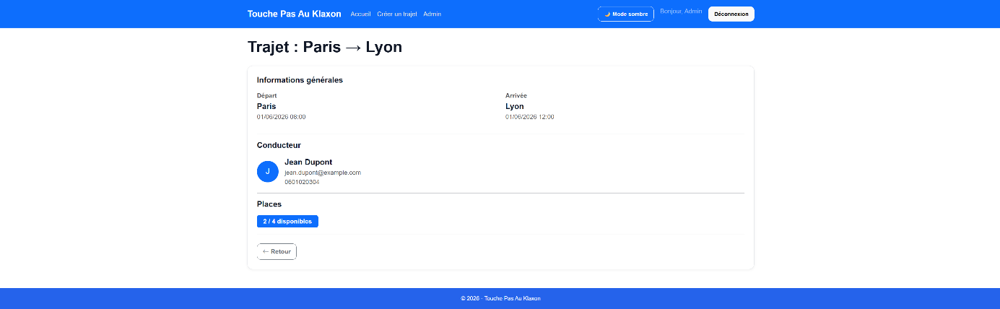 Touche Pas Au Klaxon Accueil Créer un trajet Admin 🌙 Mode sombre Bonjour, Admin Déconnexion
Trajet : Paris → Lyon
Informations générales
Départ Arrivée
Paris Lyon
01/06/2026 08:00 01/06/2026 12:00
Conducteur
J
Jean Dupont
jean.dupont@example.com
0601020304
Places
2 / 4 disponibles
← Retour
© 2026 - Touche Pas Au Klaxon